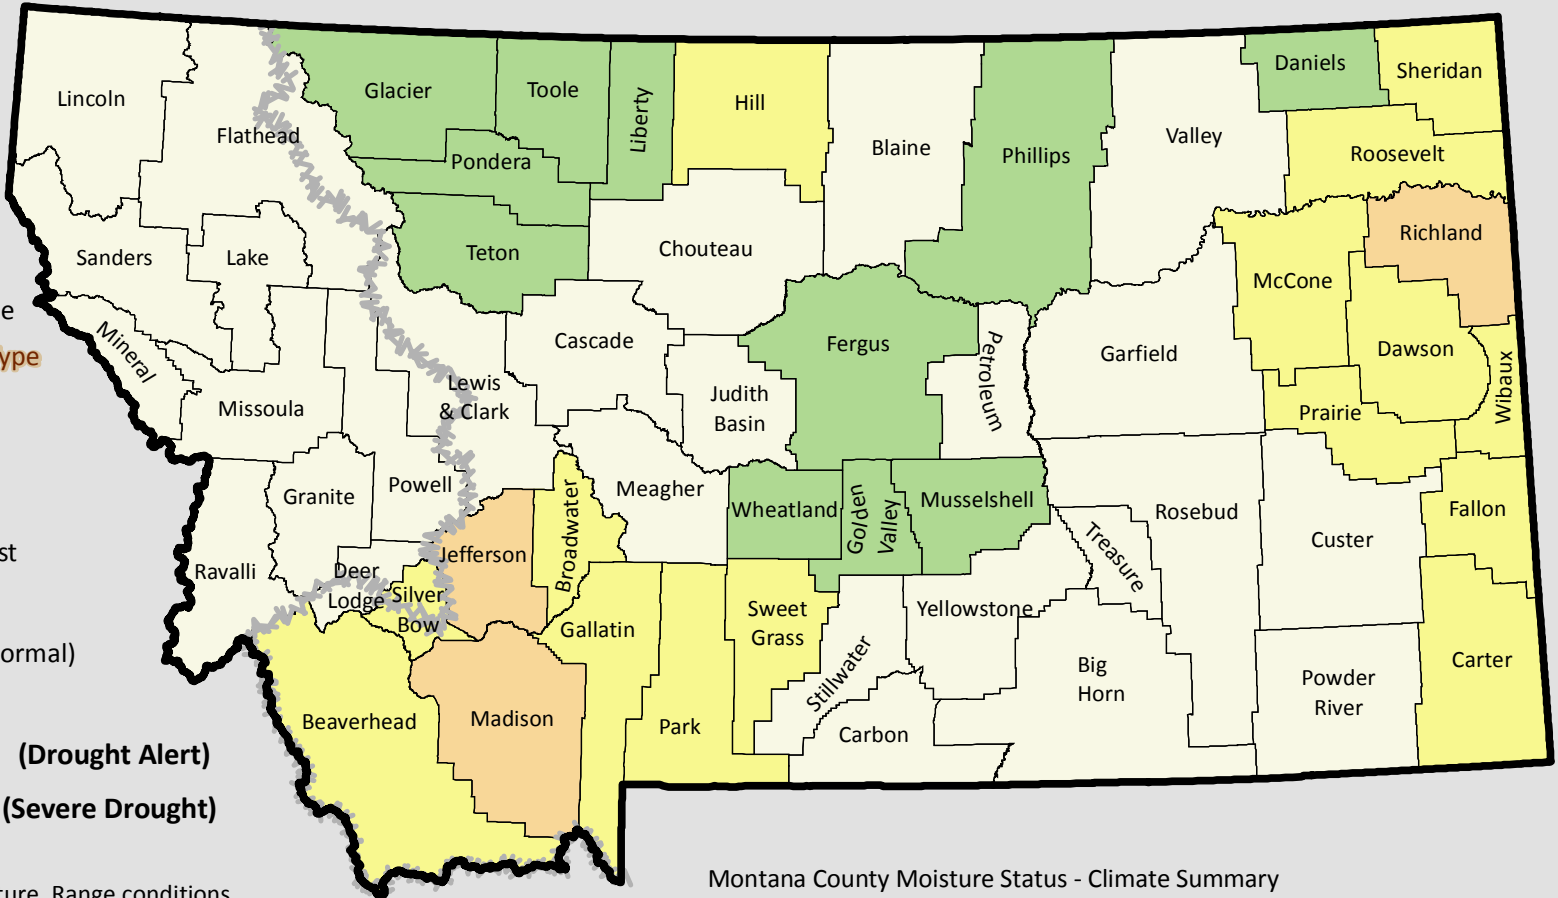 Lincoln
Flathead
Glacier
Toole
Liberty
Hill
Blaine
Phillips
Valley
Daniels
Sheridan
Roosevelt
Pondera
Teton
Chouteau
Richland
McCone
Sanders
Lake
Mineral
Missoula
Lewis
& Clark
Cascade
Judith
Basin
Fergus
Petroleum
Garfield
Dawson
Wibaux
Prairie
Powell
Granite
Ravalli
Deer
Lodge
Silver
Bow
Jefferson
Broadwater
Meagher
Wheatland
Golden
Valley
Musselshell
Treasure
Rosebud
Custer
Fallon
Beaverhead
Madison
Gallatin
Park
Sweet
Grass
Stillwater
Yellowstone
Carbon
Big
Horn
Powder
River
Carter
e
ype
st
ormal)
(Drought Alert)
(Severe Drought)
ture, Range conditions
Montana County Moisture Status - Climate Summary